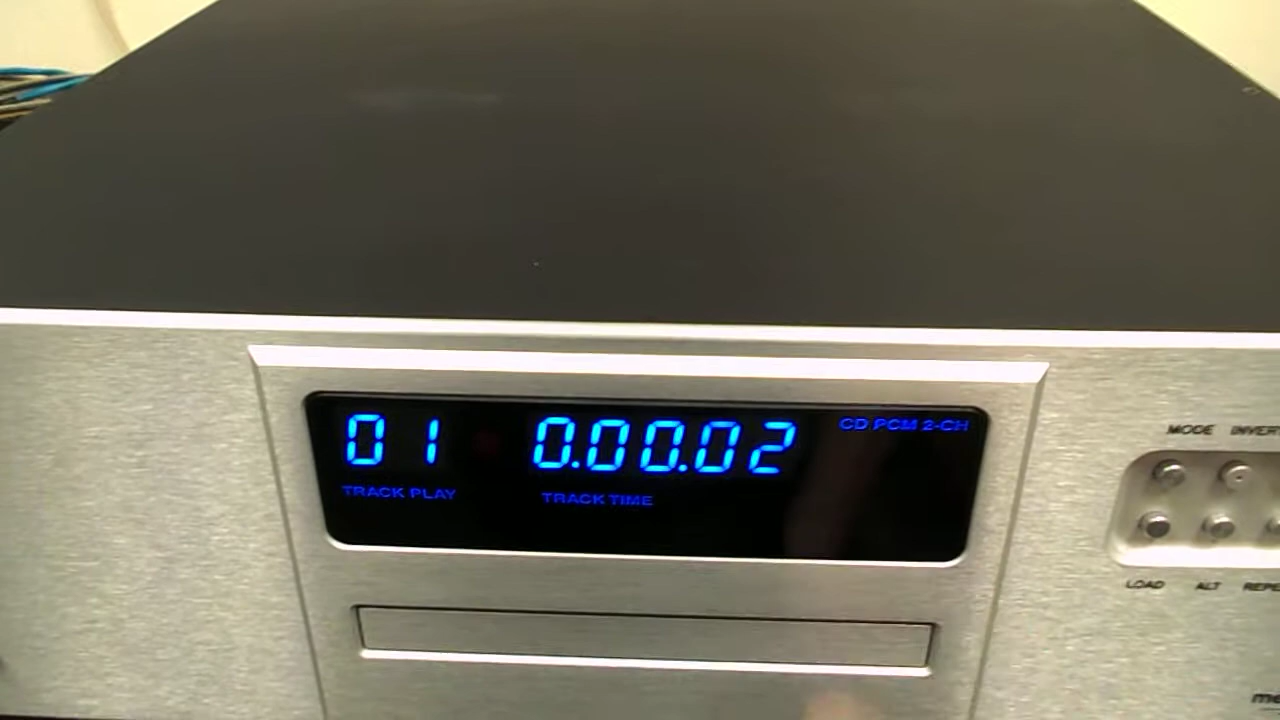 01 0.00.02 CD PCM 2-CH
TRACK PLAY TRACK TIME
MODE
LOAD ALT